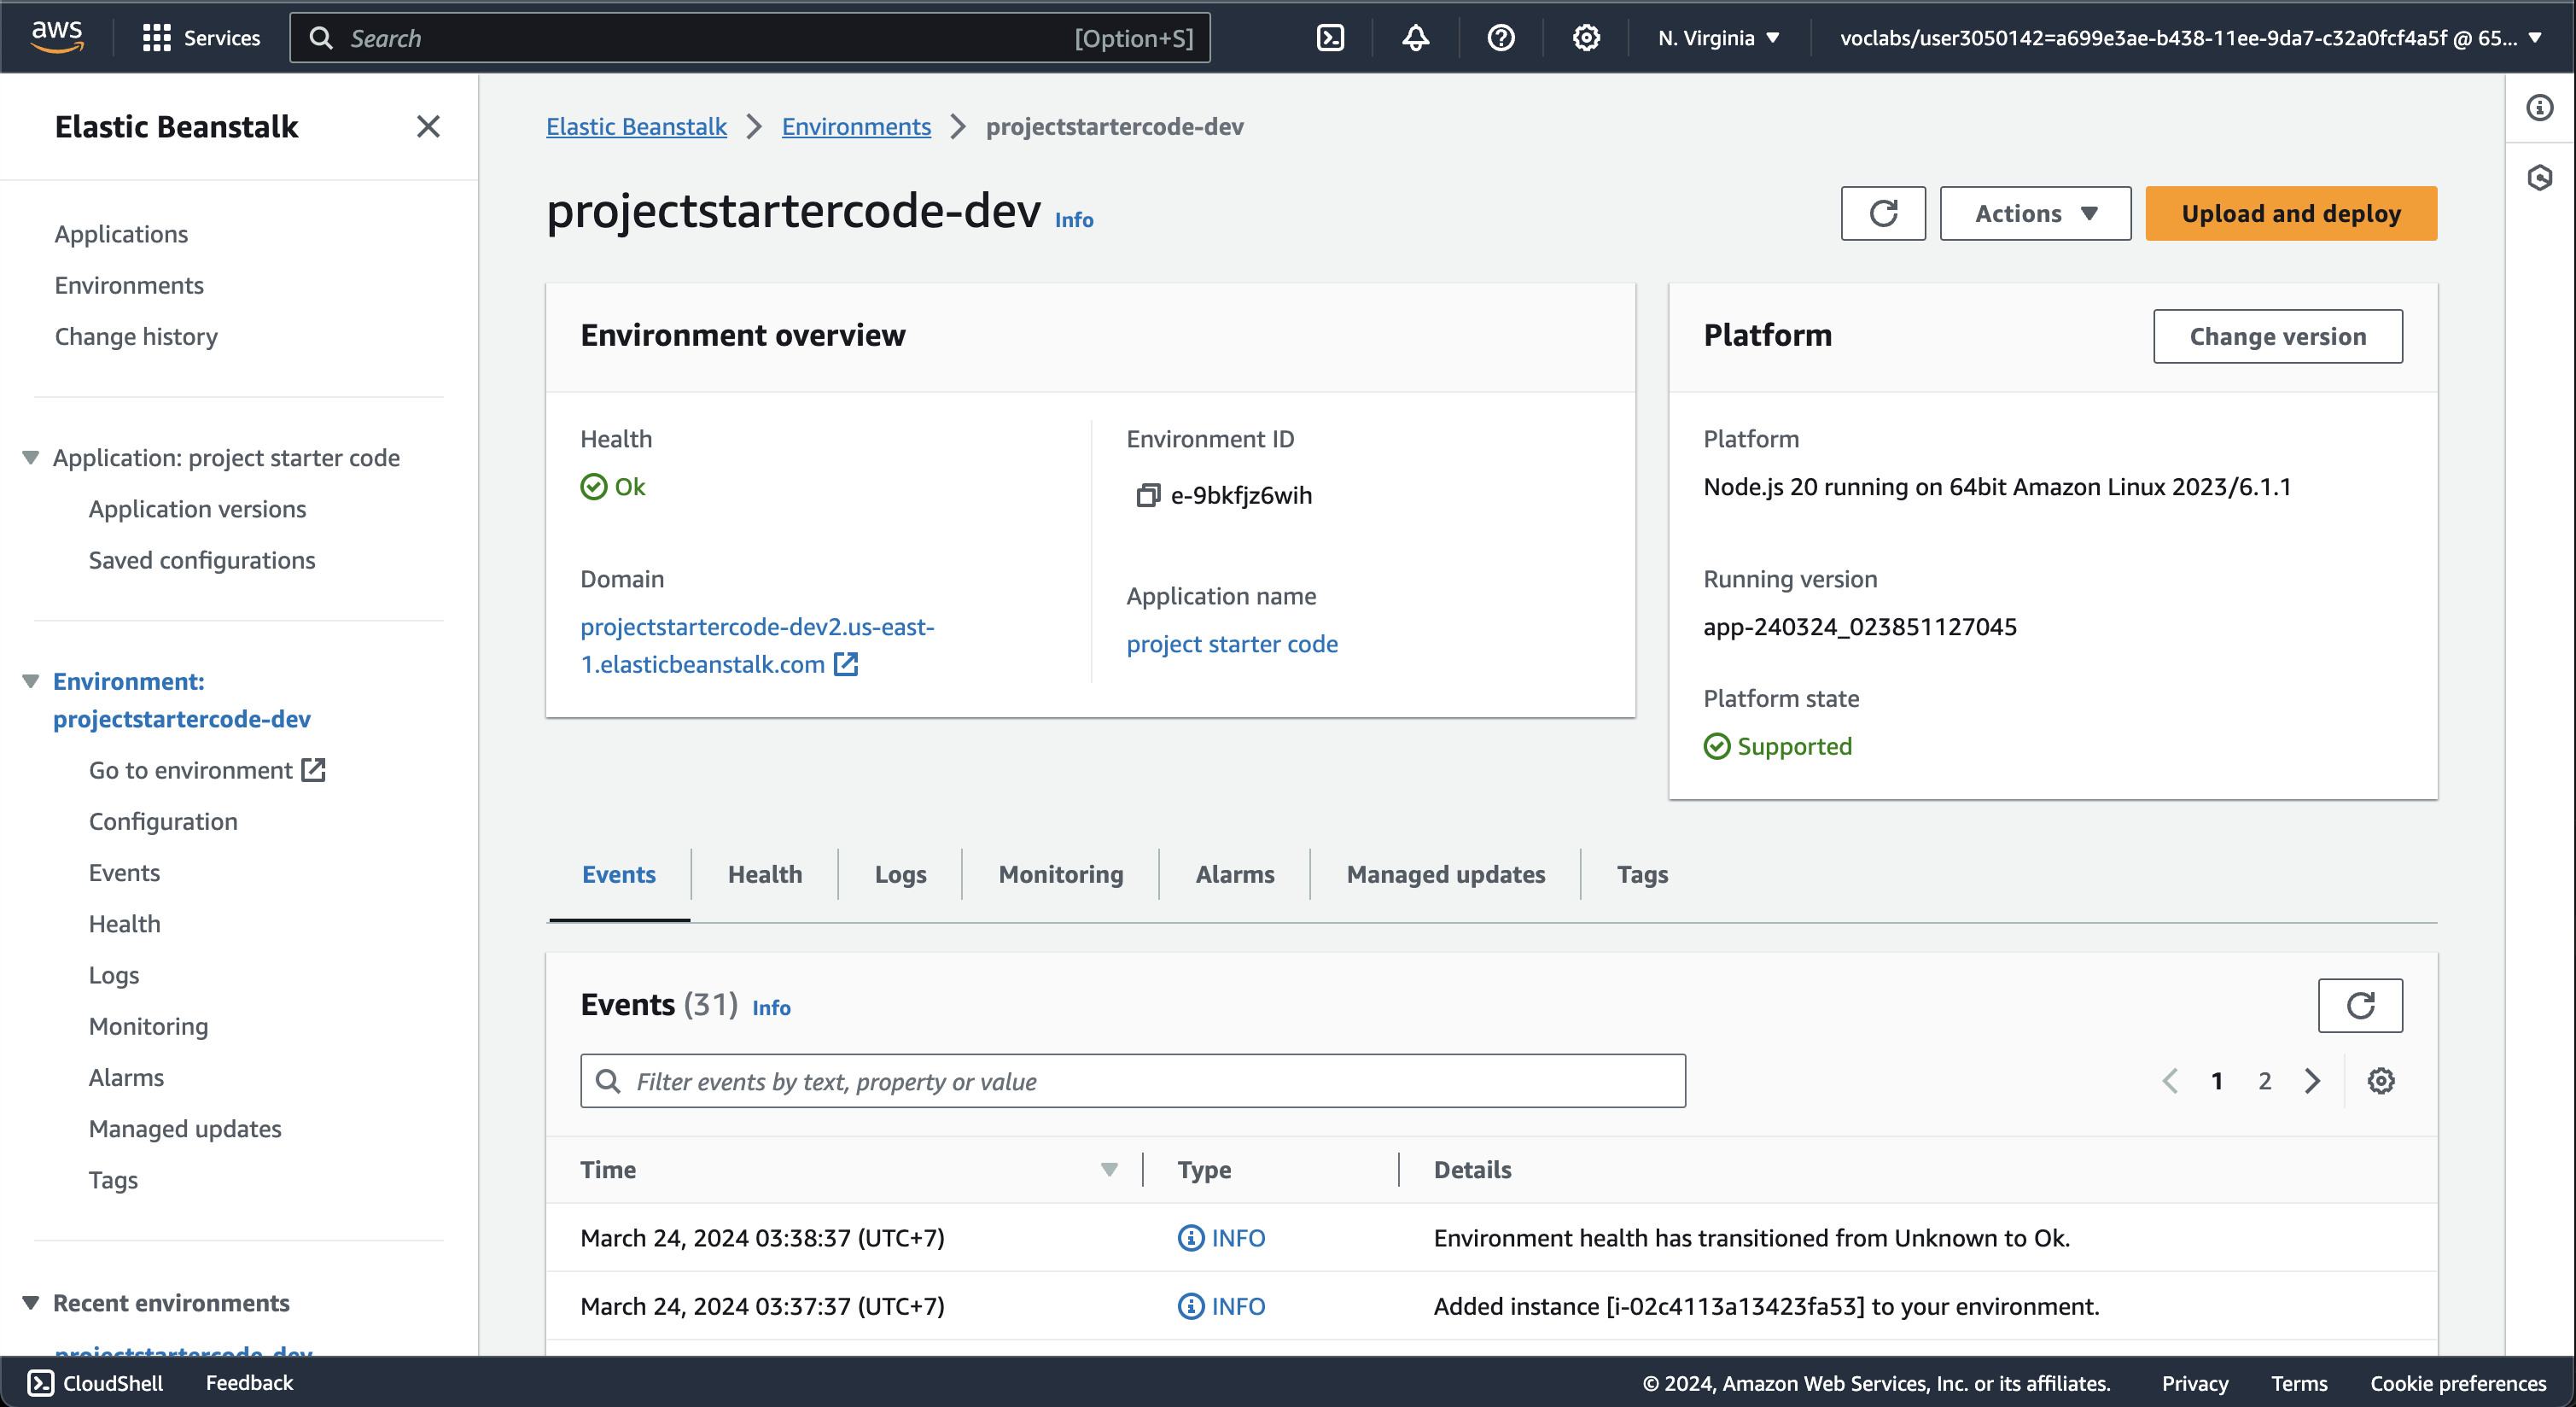 aws
Services
Search
[Option+S]
N. Virginia
voclabs/user3050142=a699e3ae-b438-11ee-9da7-c32a0fcf4a5f @ 65...
Elastic Beanstalk
Applications
Environments
Change history
Application: project starter code
Application versions
Saved configurations
Environment:
projectstartercode-dev
Go to environment
Configuration
Events
Health
Logs
Monitoring
Alarms
Managed updates
Tags
Recent environments
projectstartercode-dev
Elastic Beanstalk
Environments
projectstartercode-dev
projectstartercode-dev Info
Actions
Upload and deploy
Environment overview
Health
Ok
Domain
projectstartercode-dev2.us-east-
1.elasticbeanstalk.com
Environment ID
e-9bkfjz6wih
Application name
project starter code
Platform
Change version
Platform
Node.js 20 running on 64bit Amazon Linux 2023/6.1.1
Running version
app-240324_023851127045
Platform state
Supported
Events
Health
Logs
Monitoring
Alarms
Managed updates
Tags
Events (31) Info
Filter events by text, property or value
1
2
Time
Type
Details
March 24, 2024 03:38:37 (UTC+7)
INFO
Environment health has transitioned from Unknown to Ok.
March 24, 2024 03:37:37 (UTC+7)
INFO
Added instance [i-02c4113a13423fa53] to your environment.
CloudShell
Feedback
© 2024, Amazon Web Services, Inc. or its affiliates.
Privacy
Terms
Cookie preferences